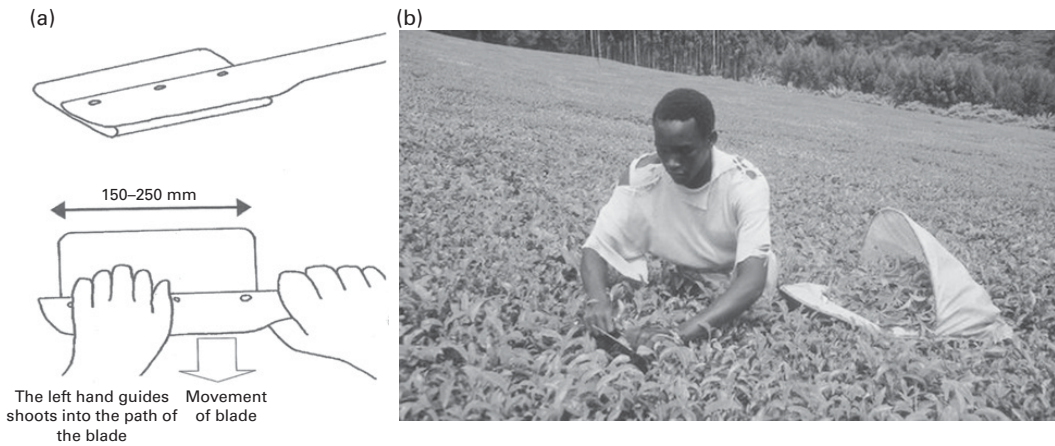 (a)
(b)
150–250 mm
The left hand guides
shoots into the path of
the blade
Movement
of blade